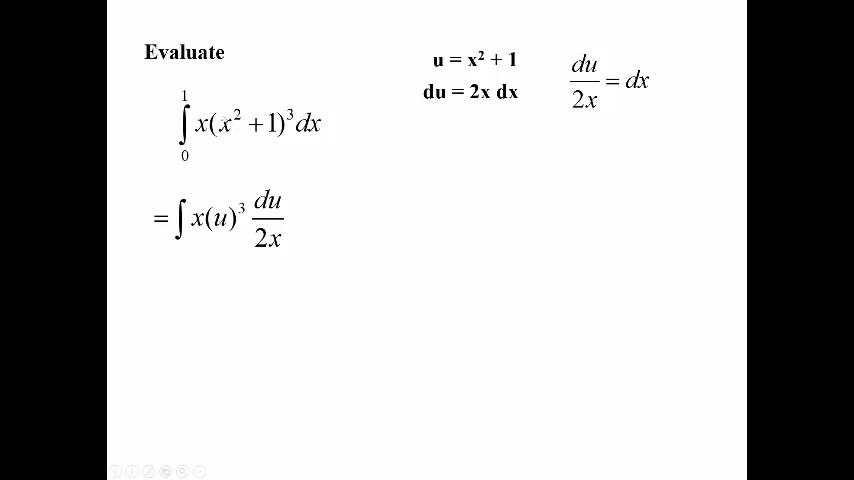 Evaluate
u = x² + 1
du = 2x dx
du/2x = dx
∫₀¹ x(x² + 1)³ dx
= ∫ x(u)³ du/2x